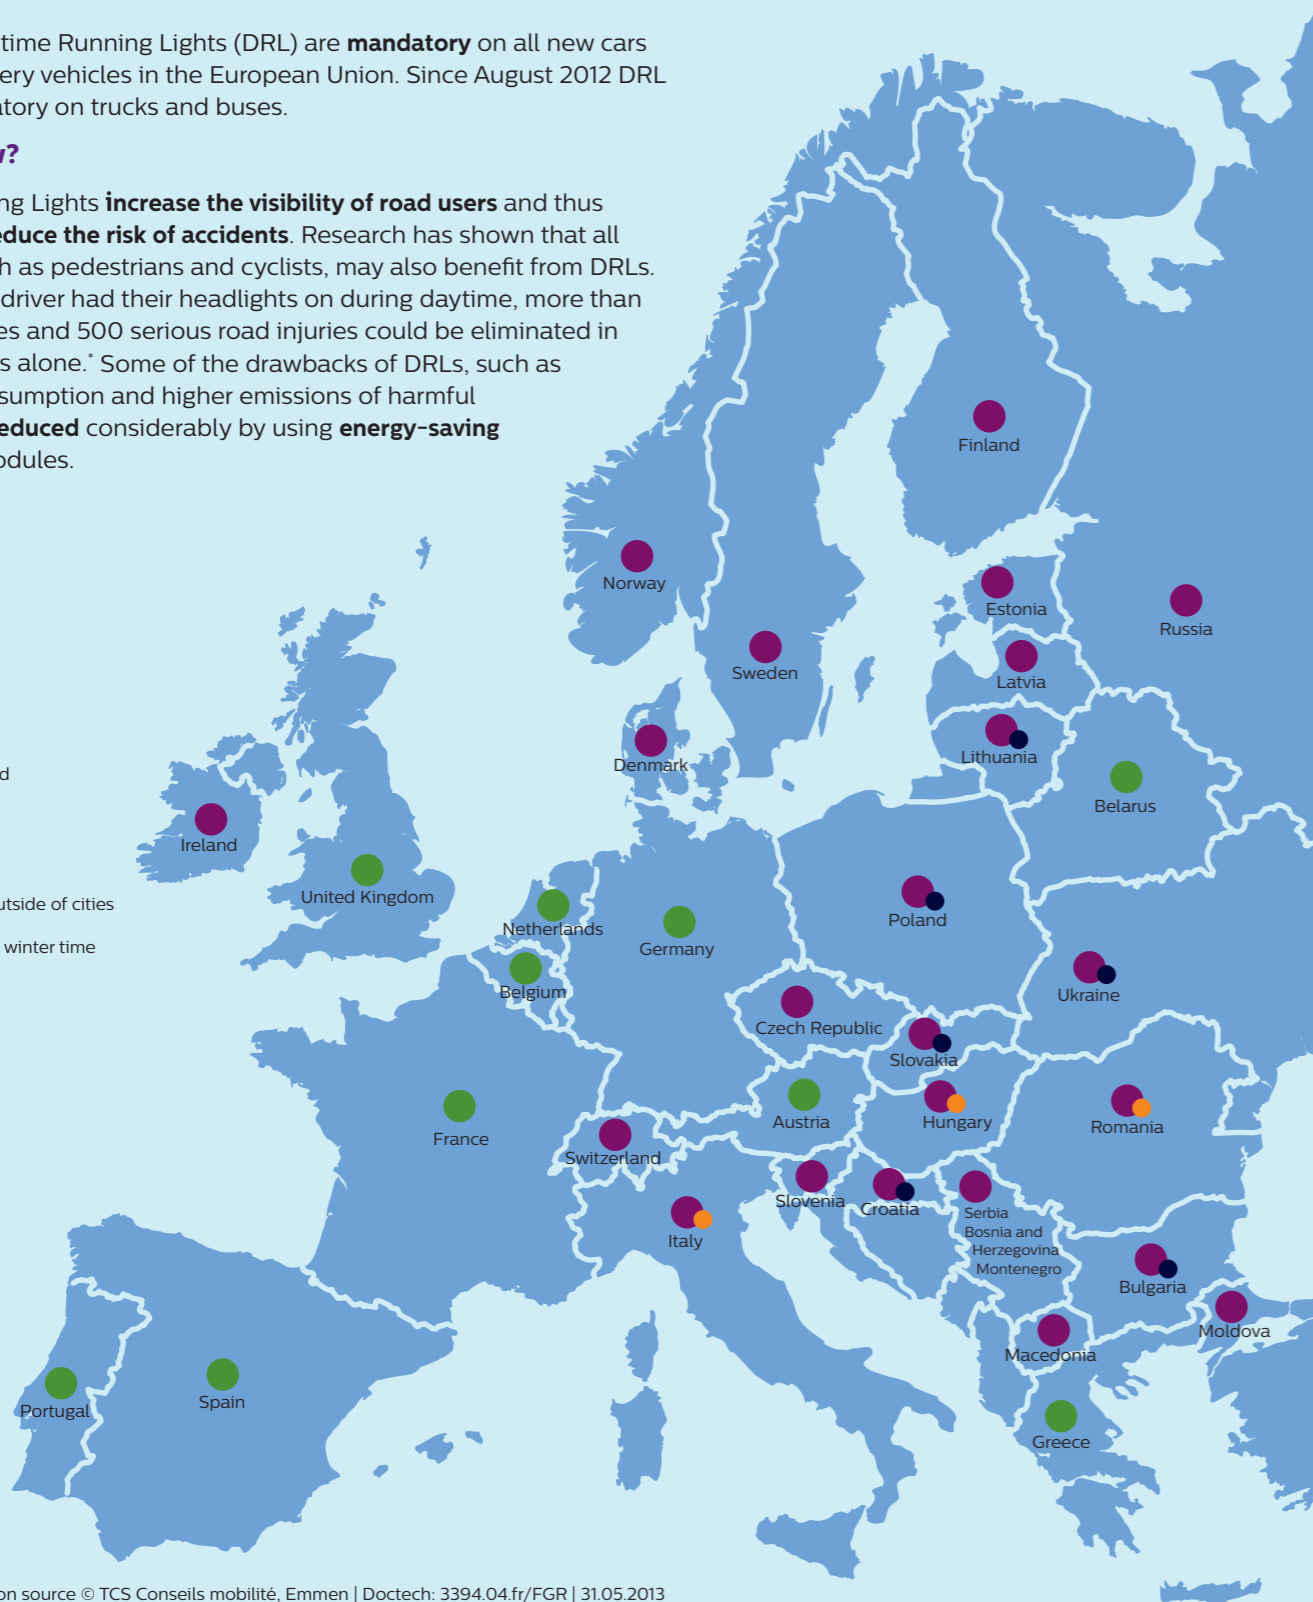 time Running Lights (DRL) are mandatory on all new cars
ery vehicles in the European Union. Since August 2012 DRL
atory on trucks and buses.
?
ng Lights increase the visibility of road users and thus
educe the risk of accidents. Research has shown that all
h as pedestrians and cyclists, may also benefit from DRLs.
driver had their headlights on during daytime, more than
es and 500 serious road injuries could be eliminated in
s alone.* Some of the drawbacks of DRLs, such as
sumption and higher emissions of harmful
educed considerably by using energy-saving
odules.
Finland
Norway
Estonia
Russia
Sweden
Latvia
Lithuania
Denmark
d
Belarus
Ireland
United Kingdom
utside of cities
Poland
Netherlands
Germany
winter time
Belgium
Ukraine
Czech Republic
Slovakia
Austria
Hungary
Romania
France
Switzerland
Slovenia
Croatia
Serbia
Bosnia and
Herzegovina
Montenegro
Italy
Bulgaria
Moldova
Macedonia
Spain
Portugal
Greece
on source © TCS Conseils mobilité, Emmen | Doctech: 3394.04.fr/FGR | 31.05.2013